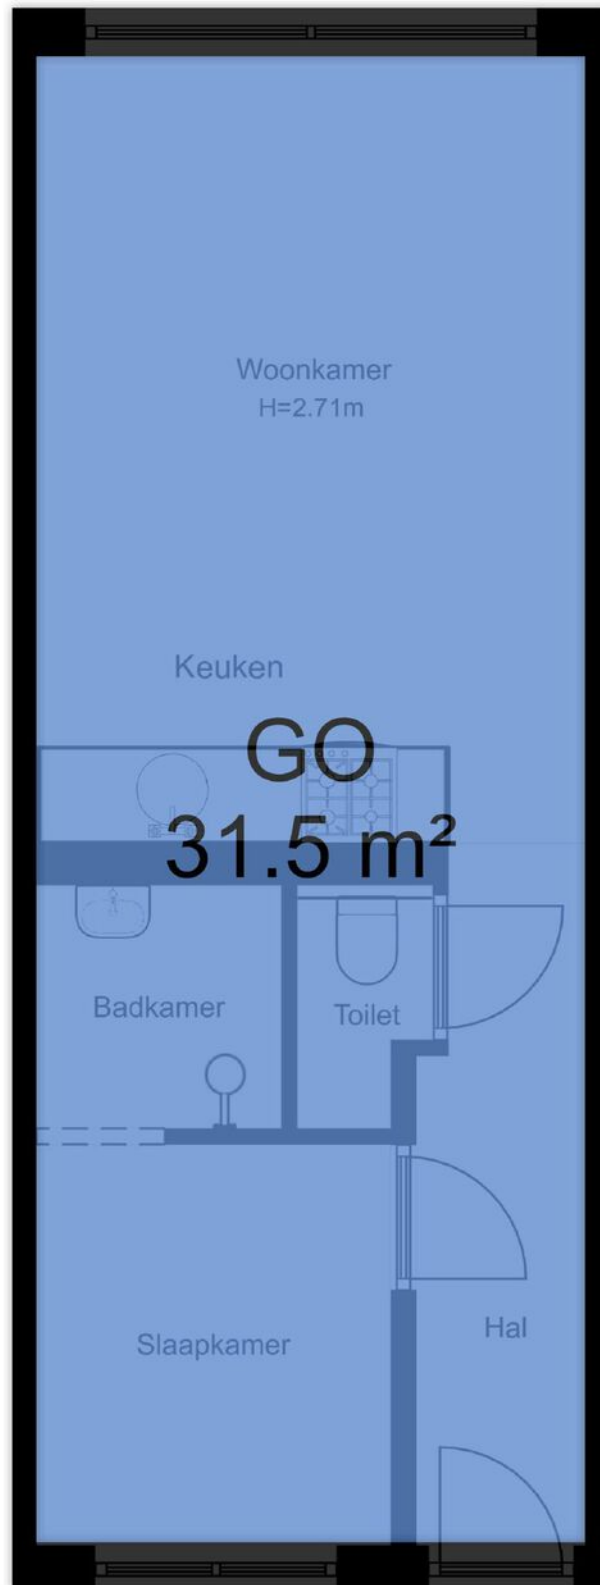 Woonkamer
H=2.71m
Keuken
GO
31.5 m²
Badkamer
Toilet
Slaapkamer
Hal